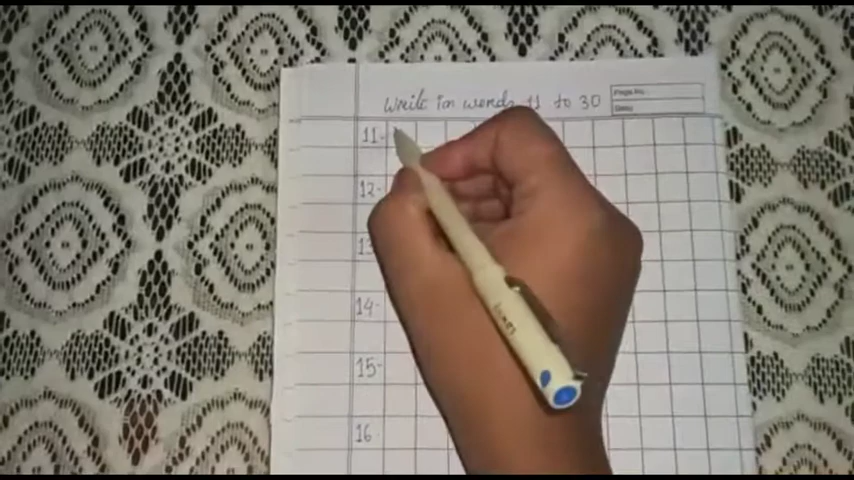 Write in words 11 to 30
Page No.
Date
11-
12-
13
14-
15-
16